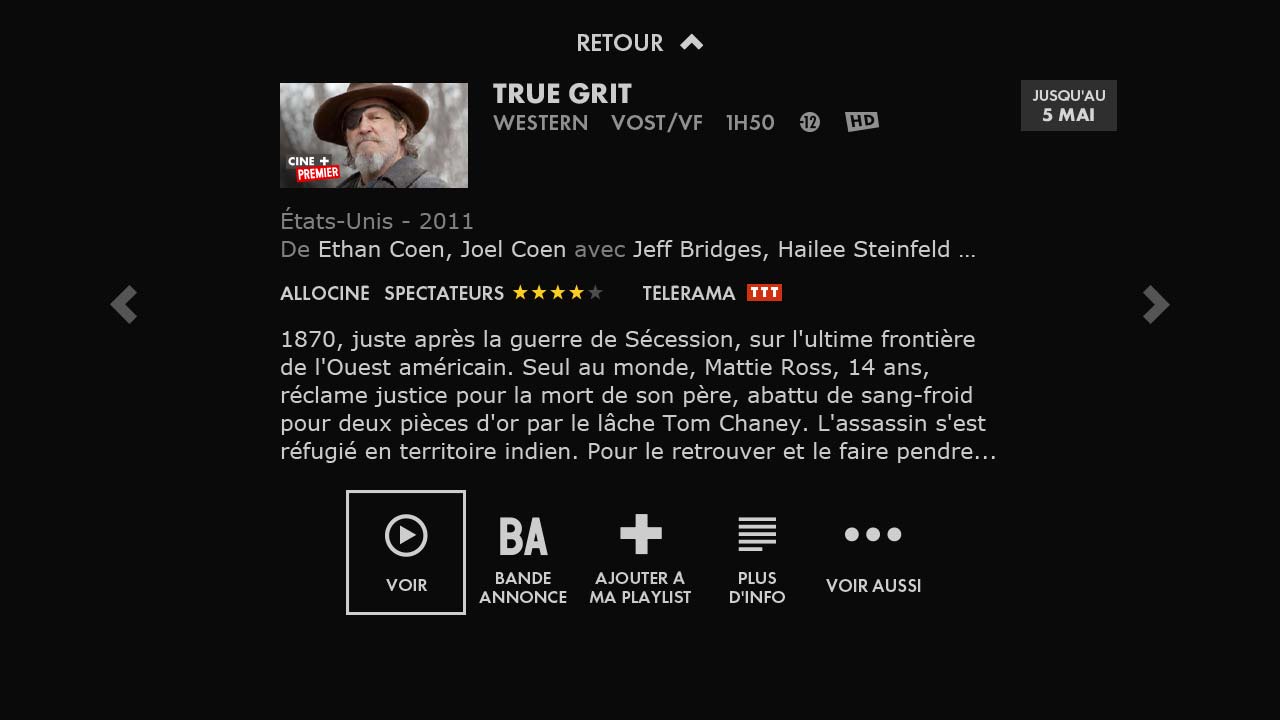 RETOUR
CINE +
PREMIER
TRUE GRIT
WESTERN VOST/VF 1H50 -12 HD
JUSQU'AU
5 MAI
États-Unis - 2011
De Ethan Coen, Joel Coen avec Jeff Bridges, Hailee Steinfeld ...
ALLOCINE SPECTATEURS TELERAMA TTT
1870, juste après la guerre de Sécession, sur l'ultime frontière
de l'Ouest américain. Seul au monde, Mattie Ross, 14 ans,
réclame justice pour la mort de son père, abattu de sang-froid
pour deux pièces d'or par le lâche Tom Chaney. L'assassin s'est
réfugié en territoire indien. Pour le retrouver et le faire pendre...
VOIR
BA
BANDE
ANNONCE
AJOUTER A
MA PLAYLIST
PLUS
D'INFO
VOIR AUSSI